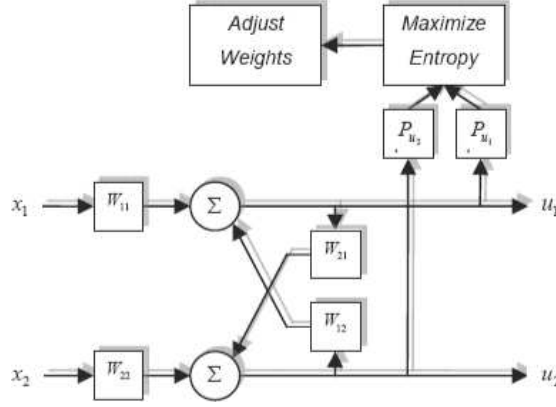 Adjust
Weights
Maximize
Entropy
P_{u_2}
P_{u_1}
x_1
W_{11}
Σ
u_1
W_{21}
W_{12}
x_2
W_{22}
Σ
u_2